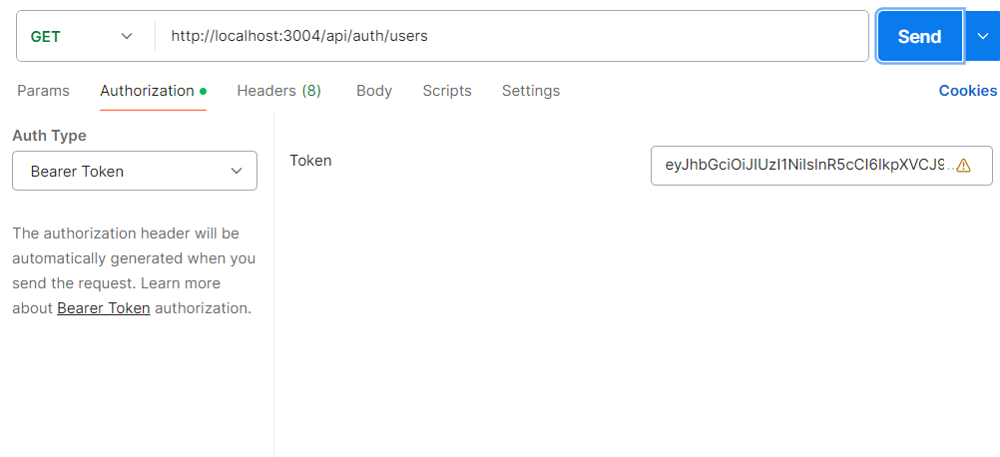 GET
http://localhost:3004/api/auth/users
Send
Params
Authorization
Headers (8)
Body
Scripts
Settings
Cookies
Auth Type
Bearer Token
Token
eyJhbGciOiJIUzI1NiIsInR5cCI6IkpXVCJ9...
The authorization header will be
automatically generated when you
send the request. Learn more
about Bearer Token authorization.